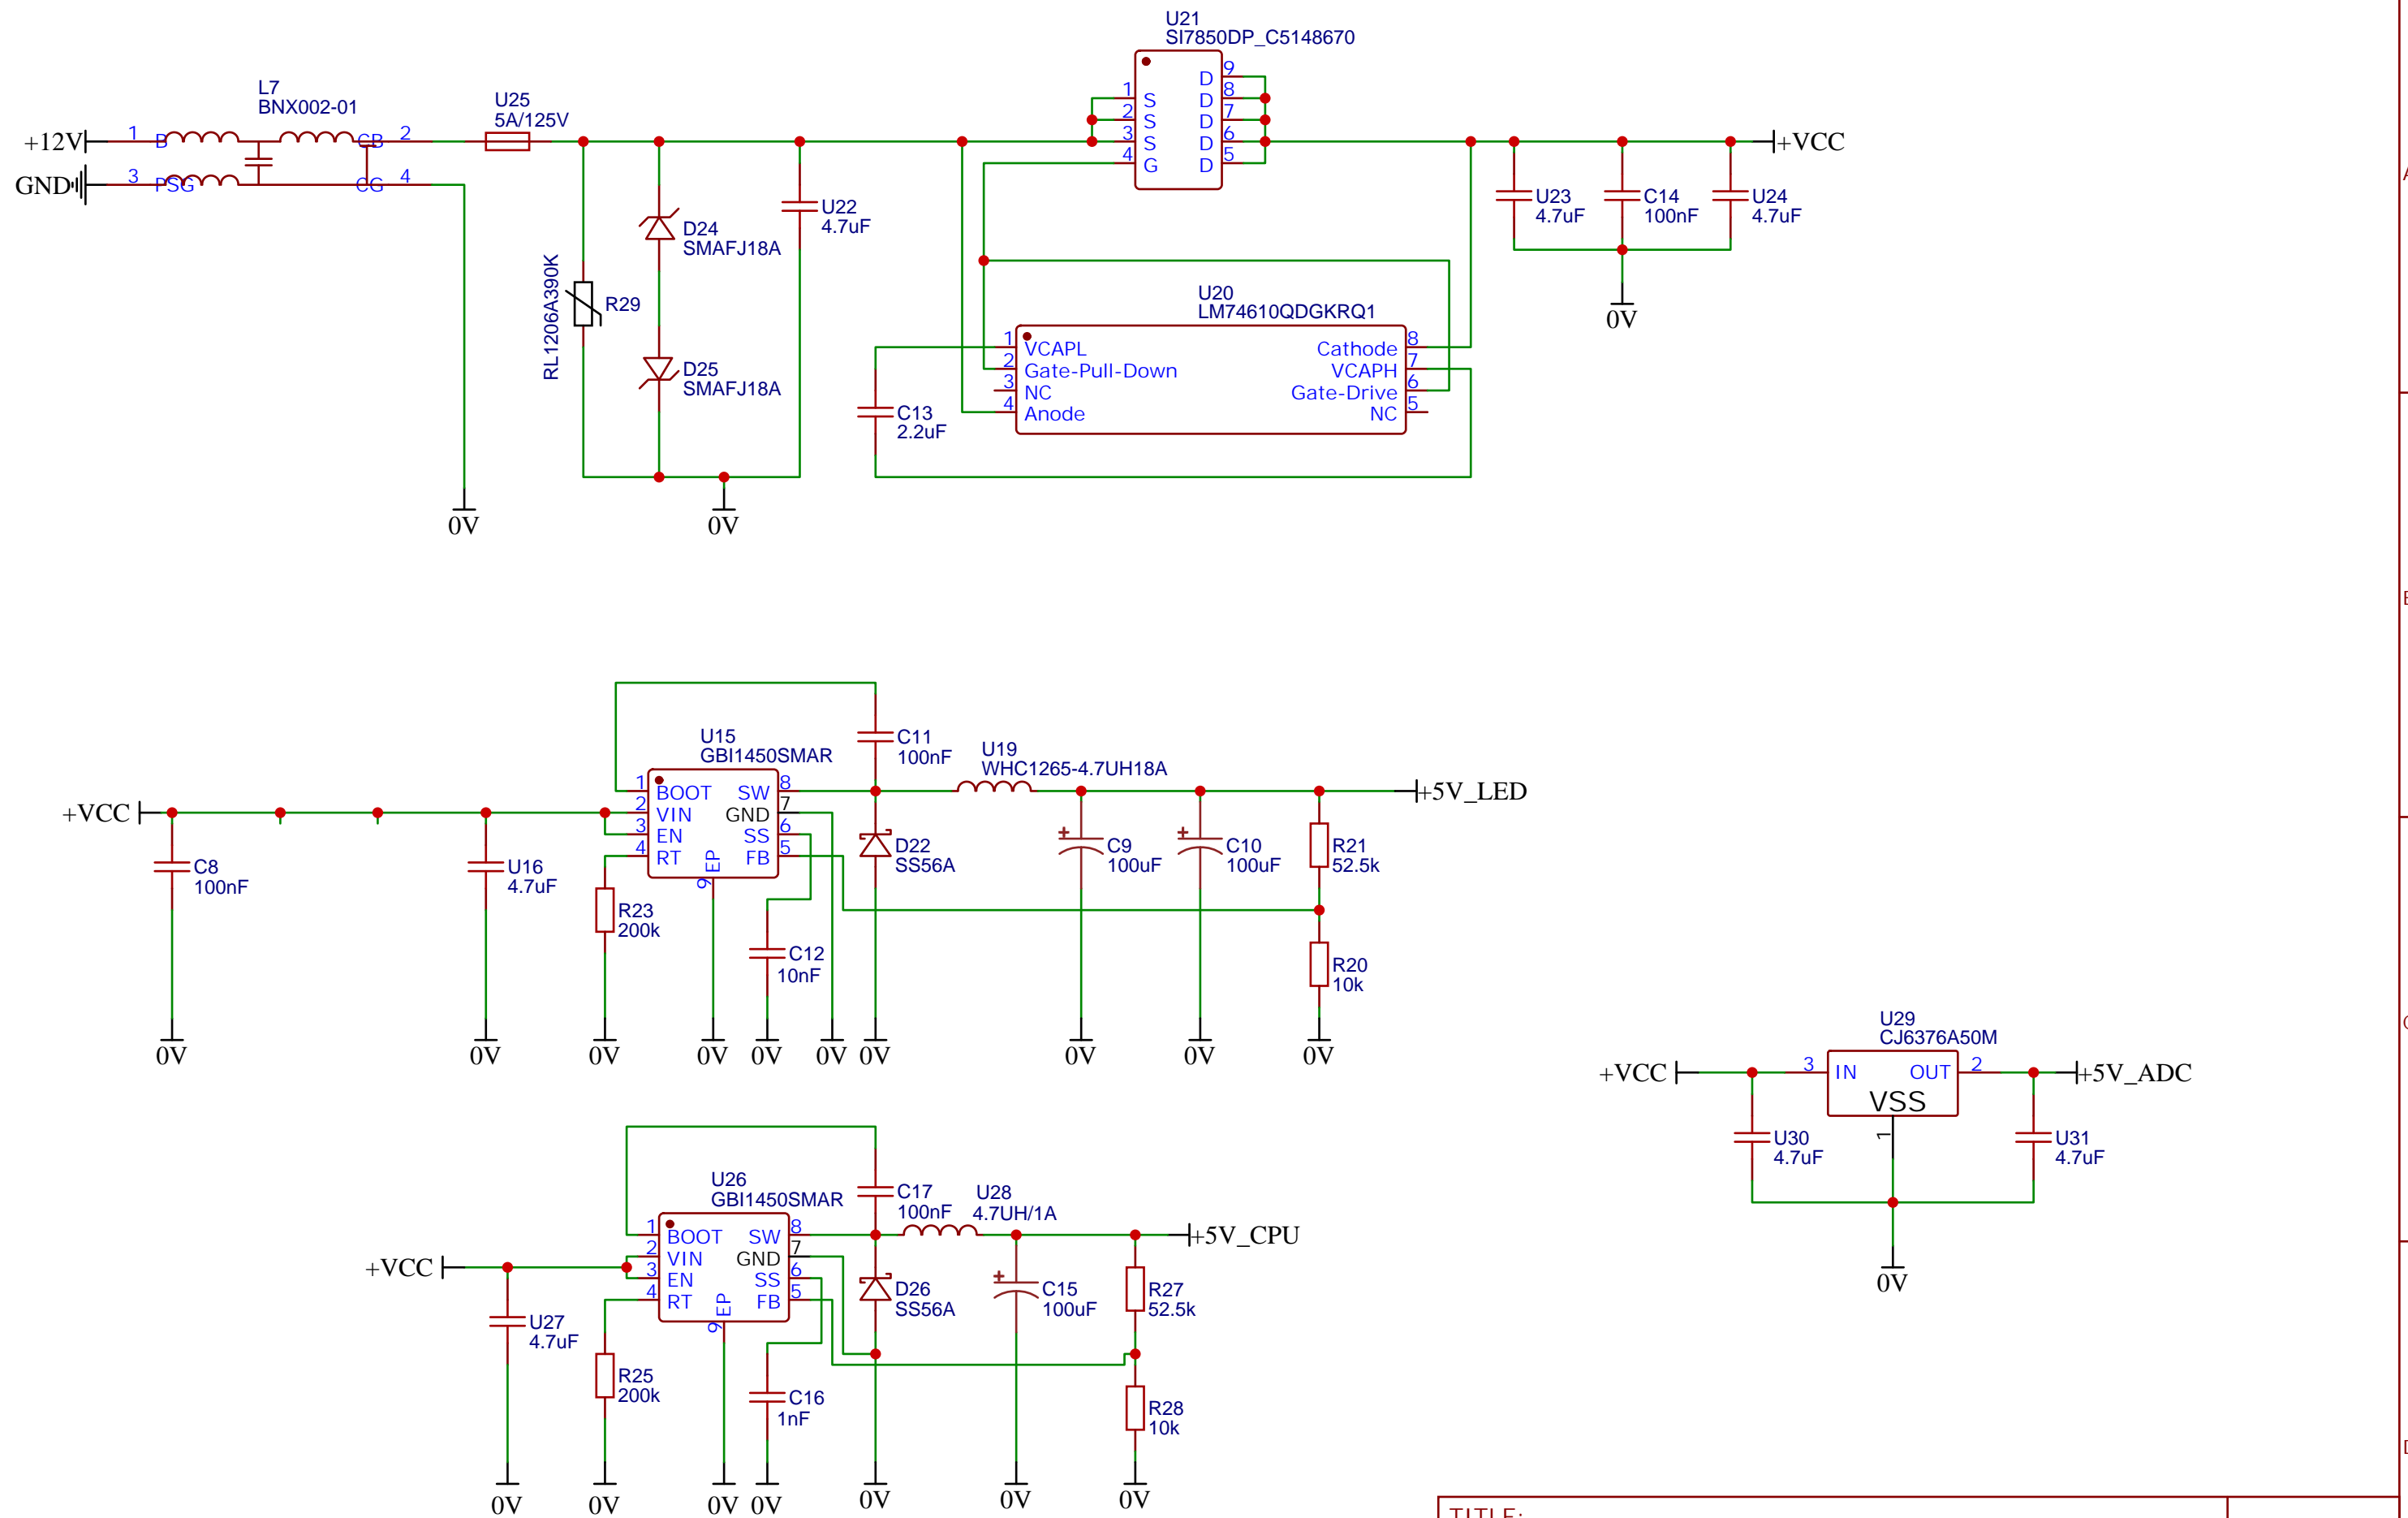 U21
SI7850DP_C5148670
L7
BNX002-01
U25
5A/125V
+12V
1 B CB 2
GND
3 PSG CG 4
1 S D 9
2 S D 8
3 S D 7
4 G D 6
D 5
+VCC
U23
4.7uF
C14
100nF
U24
4.7uF
0V
D24
SMAFJ18A
U22
4.7uF
RL1206A390K
R29
D25
SMAFJ18A
U20
LM74610QDGKRQ1
1 VCAPL Cathode 8
2 Gate-Pull-Down VCAPH 7
3 NC Gate-Drive 6
4 Anode NC 5
C13
2.2uF
0V
0V
U15
GBI1450SMAR
C11
100nF
U19
WHC1265-4.7UH18A
+VCC
1 BOOT SW 8
2 VIN GND 7
3 EN SS 6
4 RT FB 5
EP 9
+5V_LED
C8
100nF
U16
4.7uF
R23
200k
C12
10nF
D22
SS56A
C9
100uF
C10
100uF
R21
52.5k
R20
10k
0V 0V 0V 0V 0V 0V 0V 0V 0V 0V
U29
CJ6376A50M
+VCC
3 IN OUT 2
VSS
1
+5V_ADC
U30
4.7uF
U31
4.7uF
0V
U26
GBI1450SMAR
C17
100nF
U28
4.7UH/1A
+VCC
1 BOOT SW 8
2 VIN GND 7
3 EN SS 6
4 RT FB 5
EP 9
+5V_CPU
U27
4.7uF
R25
200k
C16
1nF
D26
SS56A
C15
100uF
R27
52.5k
R28
10k
0V 0V 0V 0V 0V 0V 0V
TITLE: